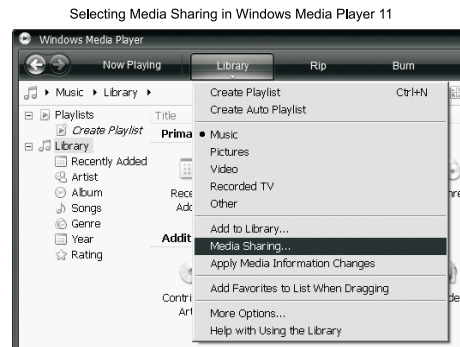 Selecting Media Sharing in Windows Media Player 11
Windows Media Player
Now Playing
Library
Rip
Burn
Music
Library
Playlists
Create Playlist
Library
Recently Added
Artist
Album
Songs
Genre
Year
Rating
Title
Prima
Rece
Add
Addit
Contri
Art
Create Playlist Ctrl+N
Create Auto Playlist
Music
Pictures
Video
Recorded TV
Other
Add to Library...
Media Sharing...
Apply Media Information Changes
Add Favorites to List When Dragging
More Options...
Help with Using the Library